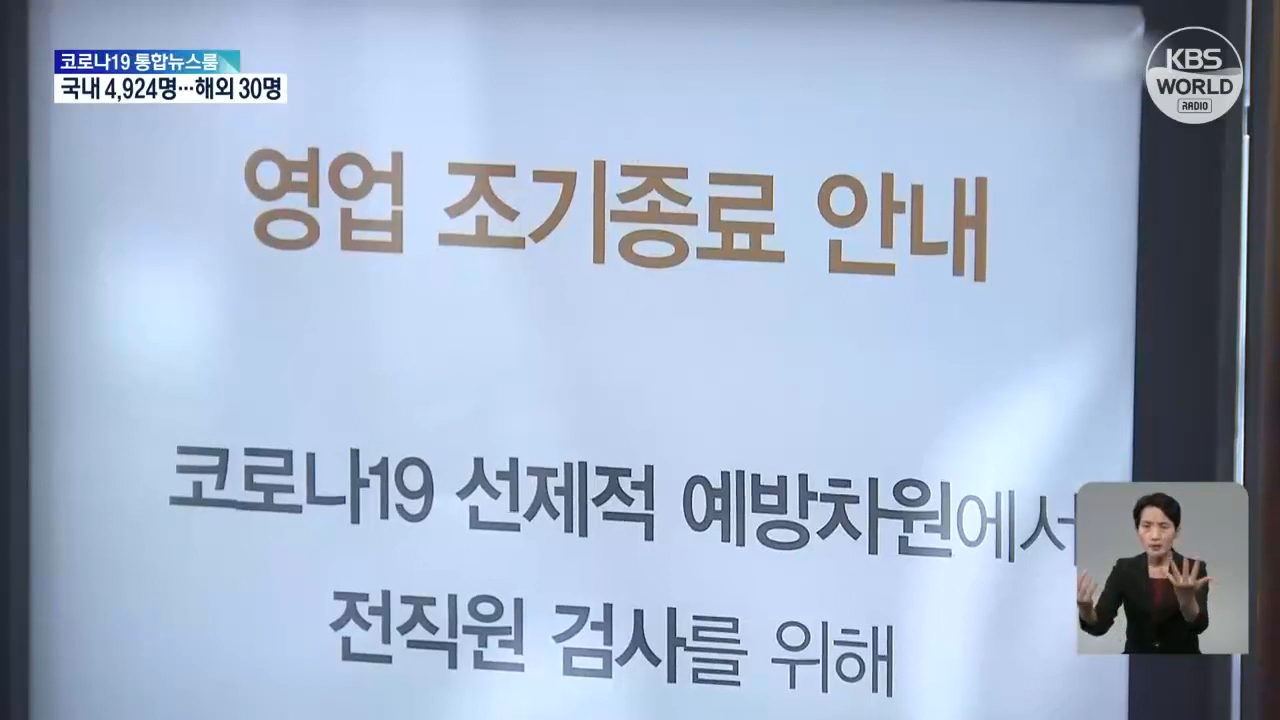 코로나19 통합뉴스룸
국내 4,924명···해외 30명
KBS
WORLD
RADIO
영업 조기종료 안내
코로나19 선제적 예방차원에서
전직원 검사를 위해